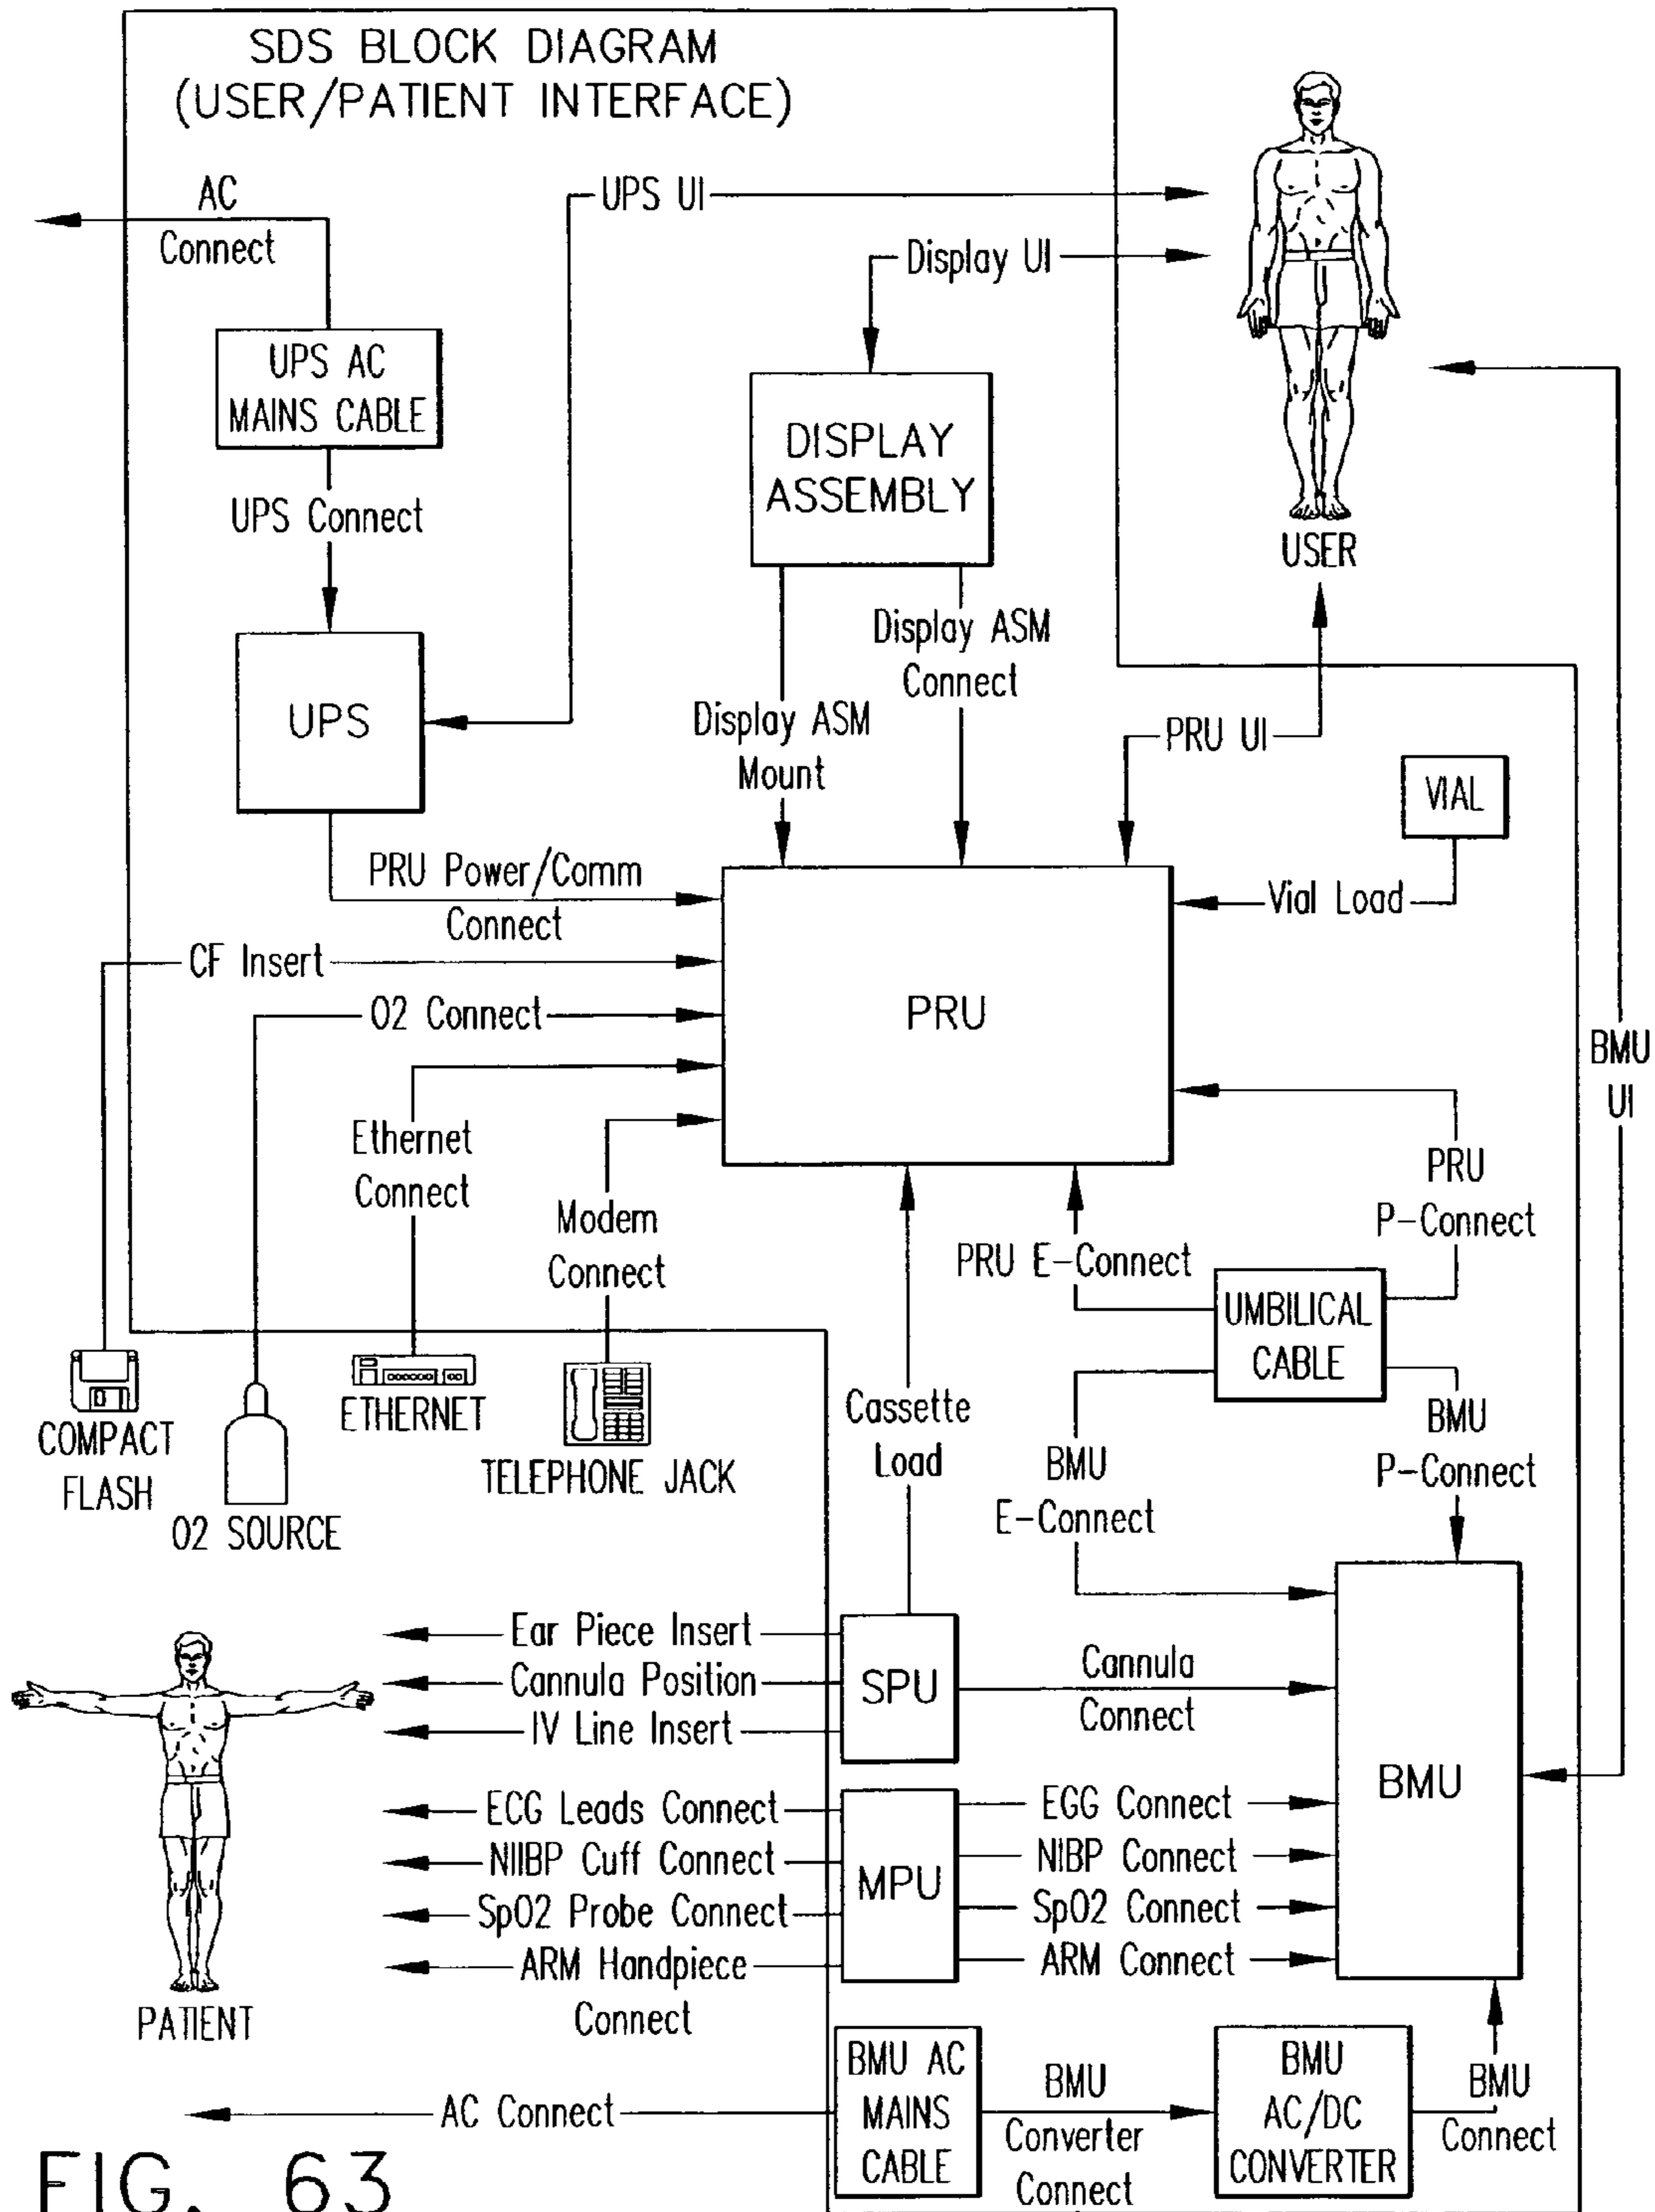 SDS BLOCK DIAGRAM
(USER/PATIENT INTERFACE)
AC
Connect
UPS UI
Display UI
UPS AC
MAINS CABLE
DISPLAY
ASSEMBLY
UPS Connect
USER
Display ASM
Connect
UPS
Display ASM
Mount
PRU UI
VIAL
PRU Power/Comm
Connect
Vial Load
CF Insert
O2 Connect
PRU
BMU
UI
Ethernet
Connect
Modem
Connect
PRU
P-Connect
PRU E-Connect
UMBILICAL
CABLE
COMPACT
FLASH
O2 SOURCE
ETHERNET
TELEPHONE JACK
Cassette
Load
BMU
E-Connect
BMU
P-Connect
Ear Piece Insert
Cannula Position
IV Line Insert
SPU
Cannula
Connect
BMU
ECG Leads Connect
NIIBP Cuff Connect
SpO2 Probe Connect
ARM Handpiece
Connect
MPU
EGG Connect
NIBP Connect
SpO2 Connect
ARM Connect
PATIENT
AC Connect
BMU AC
MAINS
CABLE
BMU
Converter
Connect
BMU
AC/DC
CONVERTER
BMU
Connect
FIG. 63